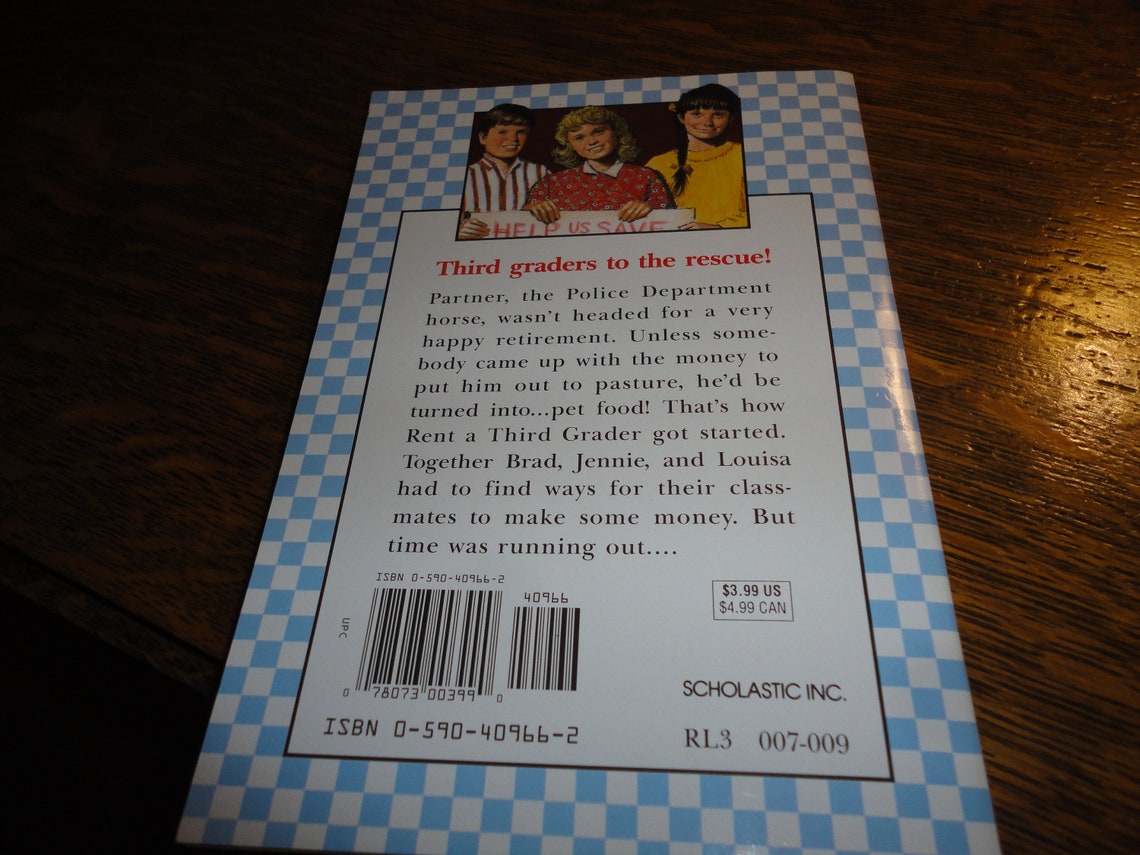 HELP US SAVE
Third graders to the rescue!
Partner, the Police Department
horse, wasn't headed for a very
happy retirement. Unless some-
body came up with the money to
put him out to pasture, he'd be
turned into...pet food! That's how
Rent a Third Grader got started.
Together Brad, Jennie, and Louisa
had to find ways for their class-
mates to make some money. But
time was running out....
ISBN 0-590-40966-2
40966
$3.99 US
$4.99 CAN
UPC
0 78073 00399 0
SCHOLASTIC INC.
ISBN 0-590-40966-2
RL3 007-009